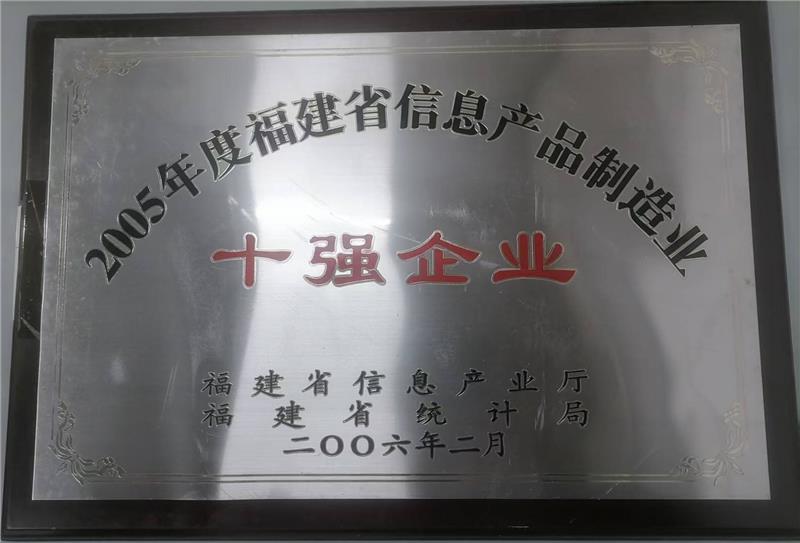 2005年度福建省信息产品制造业
十强企业
福建省信息产业厅
福建省统计局
二〇〇六年二月